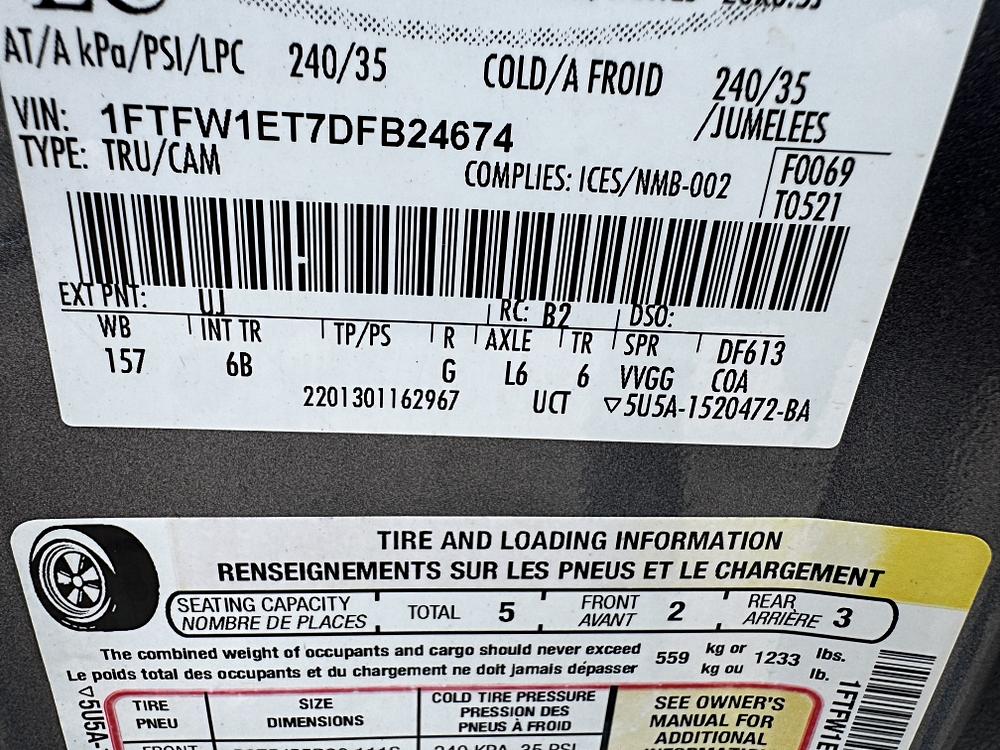 AT/A kPa/PSI/LPC 240/35 COLD/A FROID 240/35
/JUMELEES
VIN: 1FTFW1ET7DFB24674
TYPE: TRU/CAM
COMPLIES: ICES/NMB-002
F0069
T0521
EXT PNT: UJ RC: B2 DSO:
WB INT TR TP/PS R AXLE TR SPR DF613
157 6B G L6 6 VVGG COA
2201301162967 UCT ▽5U5A-1520472-BA
TIRE AND LOADING INFORMATION
RENSEIGNEMENTS SUR LES PNEUS ET LE CHARGEMENT
SEATING CAPACITY
NOMBRE DE PLACES
TOTAL 5
FRONT
AVANT
2
REAR
ARRIÈRE
3
The combined weight of occupants and cargo should never exceed
Le poids total des occupants et du chargement ne doit jamais dépasser
559
kg or
kg ou
1233
lbs.
lb.
▽5U5A-
TIRE
PNEU
SIZE
DIMENSIONS
COLD TIRE PRESSURE
PRESSION DES
PNEUS À FROID
SEE OWNER'S
MANUAL FOR
ADDITIONAL
1FTFW1E